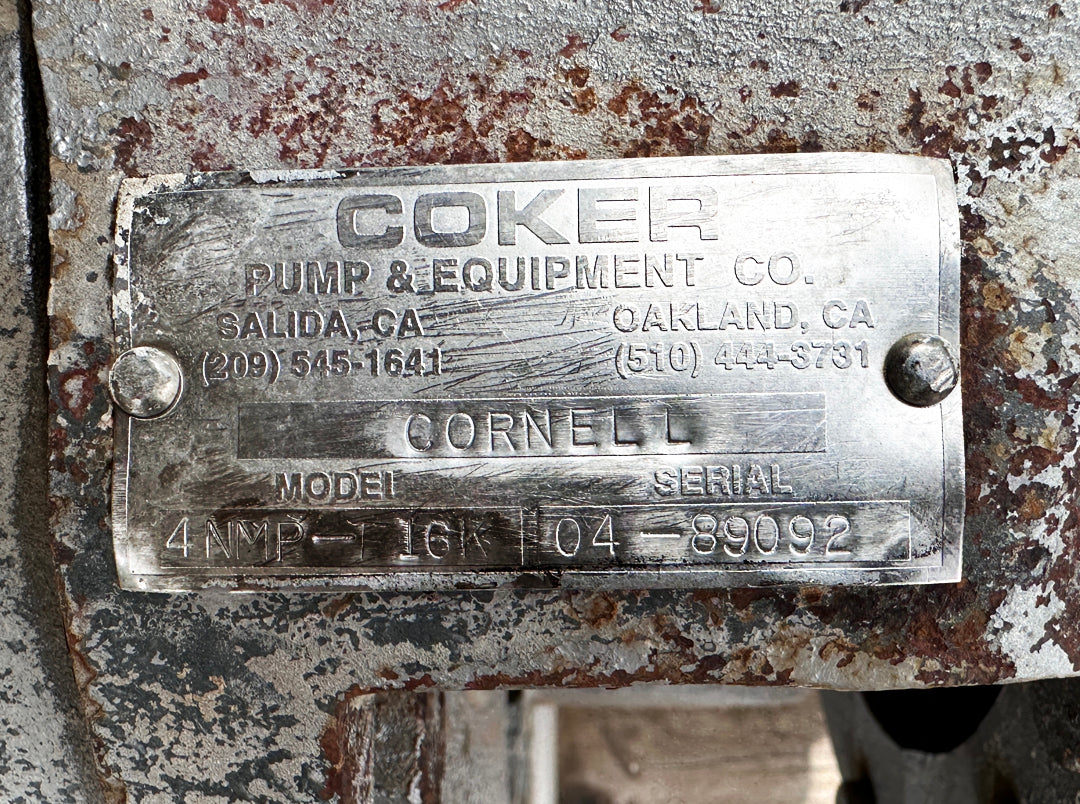 COKER
PUMP & EQUIPMENT CO.
SALIDA, CA OAKLAND, CA
(209) 545-1641 (510) 444-3731
CORNELL
MODEL SERIAL
4NMP-T 16K 04-89092